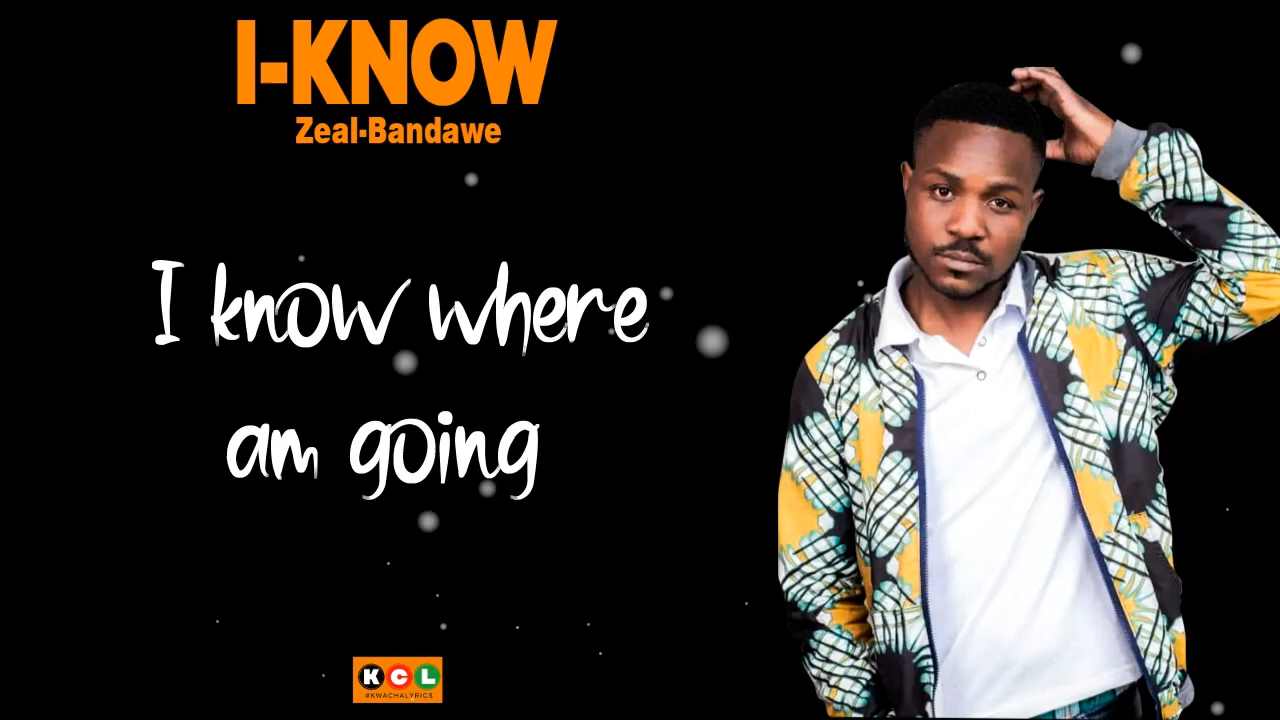 I-KNOW
Zeal-Bandawe
I know where
am going
KCL
#KWACHALYRICS